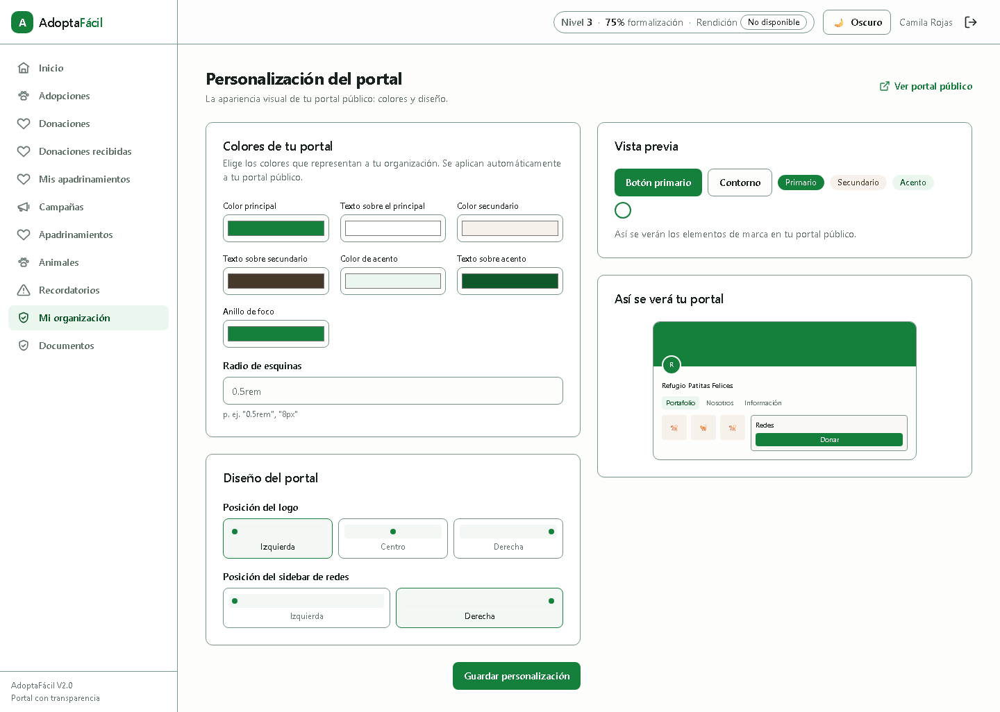 A AdoptaFácil
Nivel 3 · 75% formalización · Rendición No disponible
Oscuro
Camila Rojas
Inicio
Adopciones
Donaciones
Donaciones recibidas
Mis apadrinamientos
Campañas
Apadrinamientos
Animales
Recordatorios
Mi organización
Documentos
AdoptaFácil V2.0
Portal con transparencia
Personalización del portal
La apariencia visual de tu portal público: colores y diseño.
Ver portal público
Colores de tu portal
Elige los colores que representan a tu organización. Se aplican automáticamente
a tu portal público.
Color principal
Texto sobre el principal
Color secundario
Texto sobre secundario
Color de acento
Texto sobre acento
Anillo de foco
Radio de esquinas
0.5rem
p. ej. "0.5rem", "8px"
Diseño del portal
Posición del logo
Izquierda
Centro
Derecha
Posición del sidebar de redes
Izquierda
Derecha
Guardar personalización
Vista previa
Botón primario
Contorno
Primario
Secundario
Acento
Así se verán los elementos de marca en tu portal público.
Así se verá tu portal
R
Refugio Patitas Felices
Portafolio
Nosotros
Información
Redes
Donar